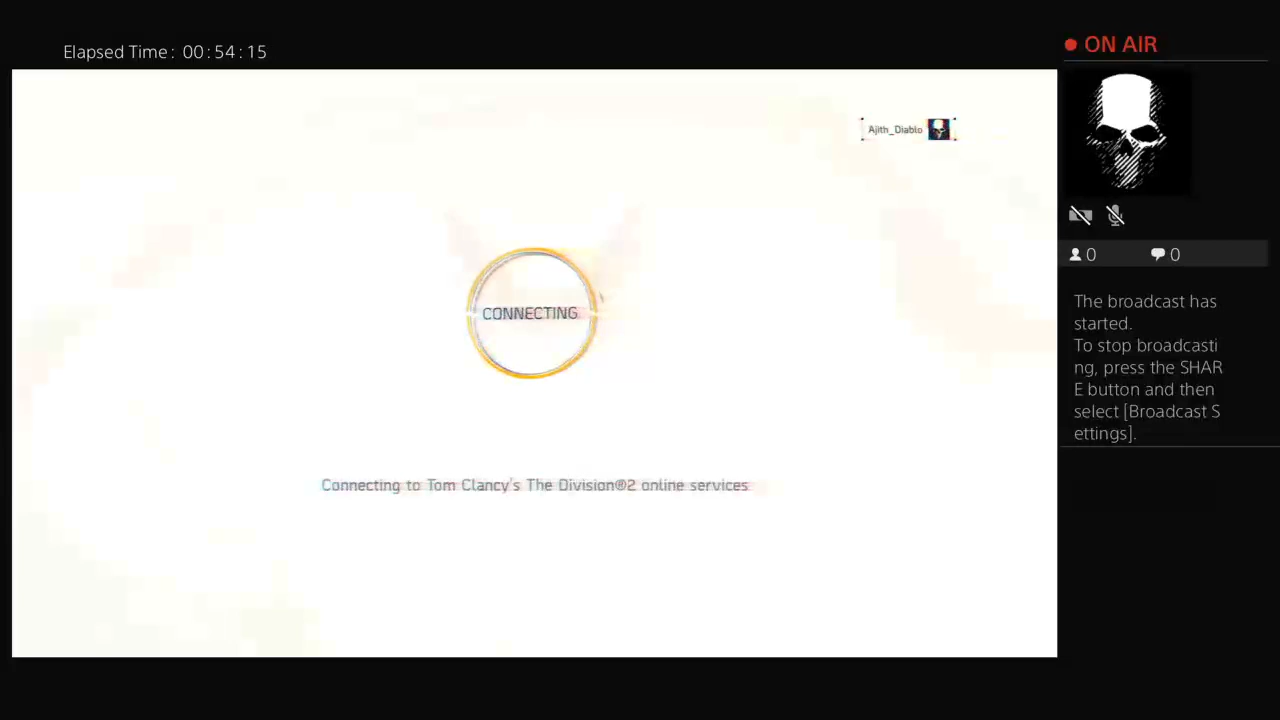 Elapsed Time: 00:54:15
ON AIR
Ajith_Diablo
0 0
CONNECTING
The broadcast has
started.
To stop broadcasti
ng, press the SHAR
E button and then
select [Broadcast S
ettings].
Connecting to Tom Clancy's The Division®2 online services